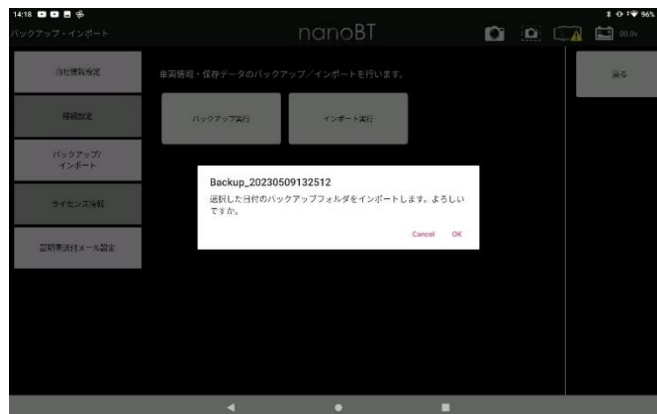 14:18
96%
バックアップ・インポート
nanoBT
00.0v
自社情報設定
車両情報・保存データのバックアップ／インポートを行います。
戻る
接続設定
バックアップ実行
インポート実行
バックアップ/
インポート
ライセンス情報
証明書送付メール設定
Backup_20230509132512
選択した日付のバックアップフォルダをインポートします。よろしい
ですか。
Cancel OK